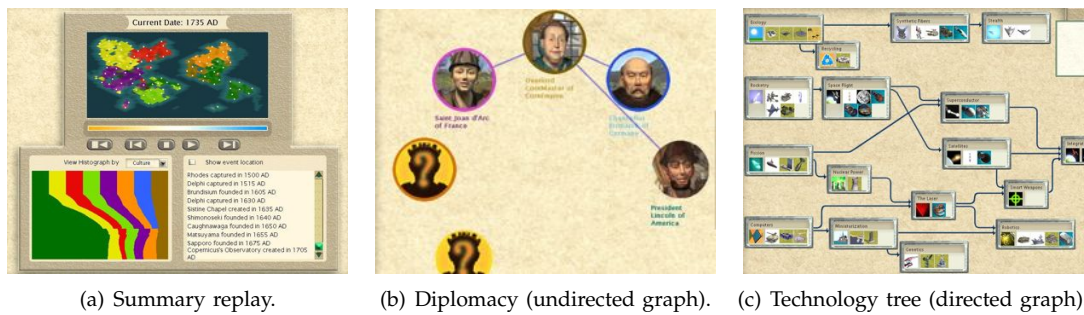 Current Date: 1735 AD
View Histogram by
Culture
Show event location
Rhodes captured in 1500 AD
Delphi captured in 1515 AD
Brundisium founded in 1605 AD
Delphi captured in 1630 AD
Sistine Chapel created in 1635 AD
Shimonoseki founded in 1640 AD
Caughnawaga founded in 1650 AD
Matsuyama founded in 1655 AD
Sapporo founded in 1675 AD
Copernicus's Observatory created in 1705
AD
(a) Summary replay.
Saint Joan d'Arc
of France
President
Lincoln of
America
(b) Diplomacy (undirected graph).
Ecology
Synthetic Fibers
Stealth
Recycling
Rocketry
Space Flight
Superconductor
Satellites
Fission
Nuclear Power
Smart Weapons
The Laser
Computers
Miniaturization
Robotics
Genetics
(c) Technology tree (directed graph)